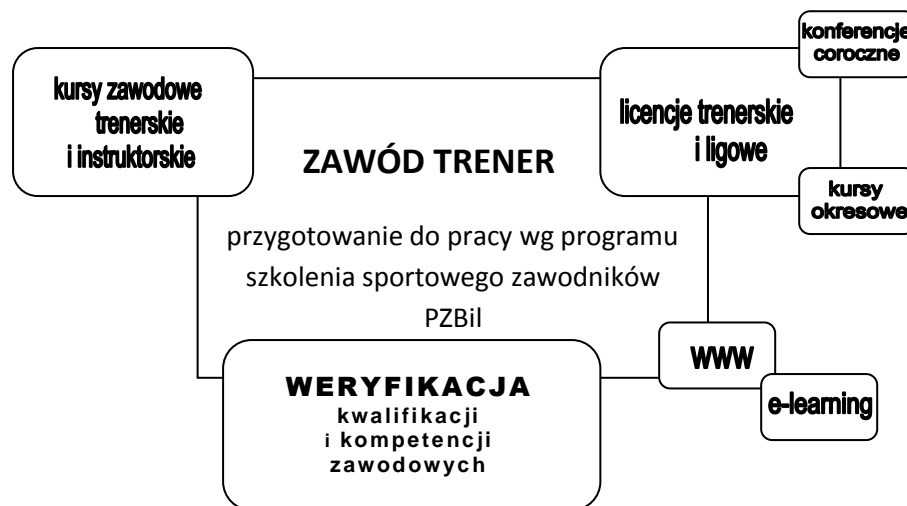 konferencje
coroczne
kursy zawodowe
trenerskie
i instruktorskie
licencje trenerskie
i ligowe
ZAWÓD TRENER
kursy
okresowe
przygotowanie do pracy wg programu
szkolenia sportowego zawodników
PZBil
WWW
WERYFIKACJA
kwalifikacji
i kompetencji
zawodowych
e-learning